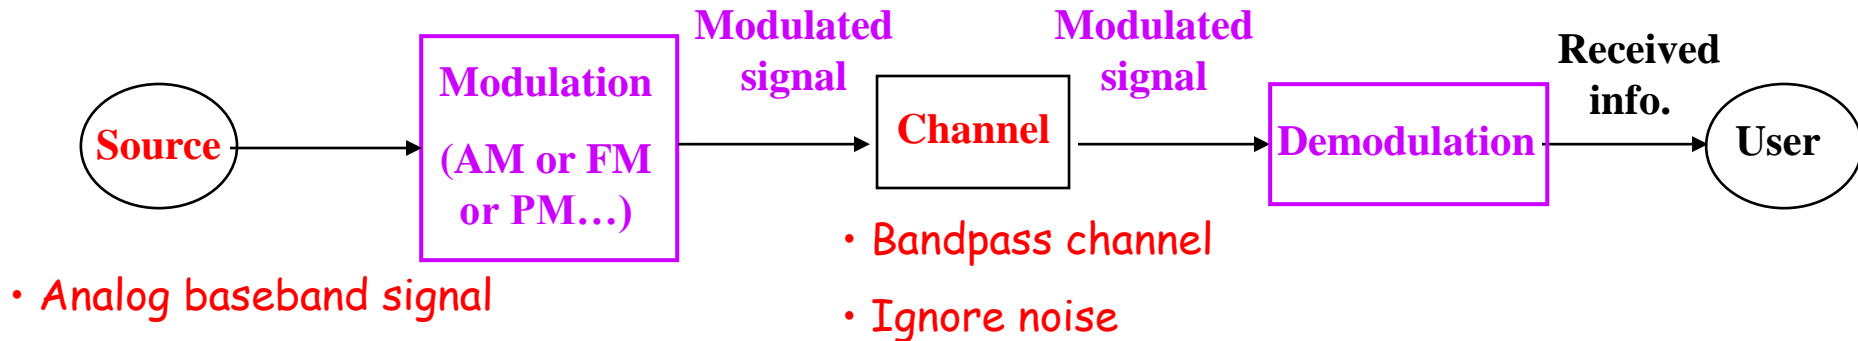 Source
Modulation
(AM or FM
or PM…)
Modulated
signal
Channel
Modulated
signal
Demodulation
Received
info.
User
• Analog baseband signal
• Bandpass channel
• Ignore noise